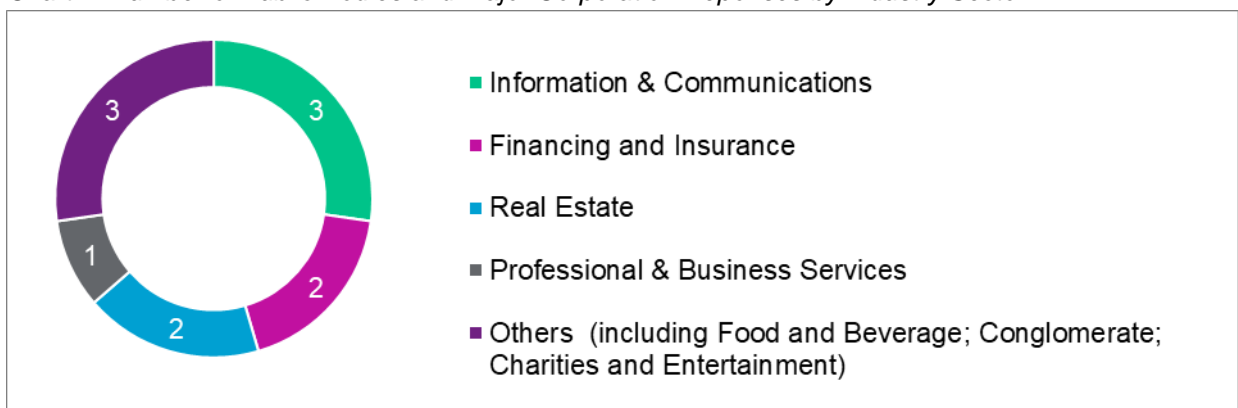 3
3
Information & Communications
Financing and Insurance
Real Estate
1
Professional & Business Services
2
2
Others (including Food and Beverage; Conglomerate;
Charities and Entertainment)